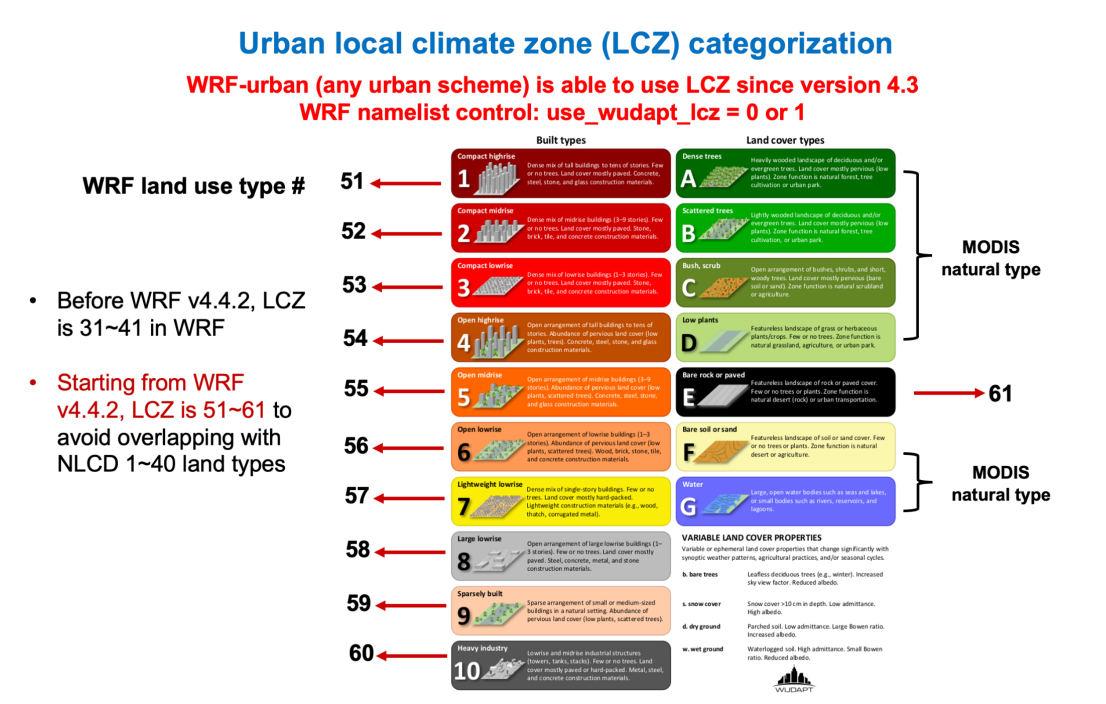 Urban local climate zone (LCZ) categorization
WRF-urban (any urban scheme) is able to use LCZ since version 4.3
WRF namelist control: use_wudapt_lcz = 0 or 1
WRF land use type #
• Before WRF v4.4.2, LCZ
is 31~41 in WRF
• Starting from WRF
v4.4.2, LCZ is 51~61 to
avoid overlapping with
NLCD 1~40 land types
51
52
53
54
55
56
57
58
59
60
Built types
Compact highrise
1
Dense mix of tall buildings to tens of stories. Few
or no trees. Land cover mostly paved. Concrete,
steel, stone, and glass construction materials.
Compact midrise
2
Dense mix of midrise buildings (3–9 stories). Few
or no trees. Land cover mostly paved. Stone,
brick, tile, and concrete construction materials.
Compact lowrise
3
Dense mix of lowrise buildings (1–3 stories). Few
or no trees. Land cover mostly paved. Stone,
brick, tile, and concrete construction materials.
Open highrise
4
Open arrangement of tall buildings to tens of
stories. Abundance of pervious land cover (low
plants, trees). Concrete, steel, stone, and glass
construction materials.
Open midrise
5
Open arrangement of midrise buildings (3–9
stories). Abundance of pervious land cover (low
plants, scattered trees). Concrete, steel, stone,
and glass construction materials.
Open lowrise
6
Open arrangement of lowrise buildings (1–3
stories). Abundance of pervious land cover (low
plants, scattered trees). Wood, brick, stone, tile,
and concrete construction materials.
Lightweight lowrise
7
Dense mix of single-story buildings. Few or no
trees. Land cover mostly hard-packed.
Lightweight construction materials (e.g., wood,
thatch, corrugated metal).
Large lowrise
8
Open arrangement of large lowrise buildings (1–
3 stories). Few or no trees. Land cover mostly
paved. Steel, concrete, metal, and stone
construction materials.
Sparsely built
9
Sparse arrangement of small or medium-sized
buildings in a natural setting. Abundance of
pervious land cover (low plants, scattered trees).
Heavy industry
10
Lowrise and midrise industrial structures
(towers, tanks, stacks). Few or no trees. Land
cover mostly paved or hard-packed. Metal, steel,
and concrete construction materials.
Land cover types
Dense trees
A
Heavily wooded landscape of deciduous and/or
evergreen trees. Land cover mostly pervious (low
plants). Zone function is natural forest, tree
cultivation or urban park.
Scattered trees
B
Lightly wooded landscape of deciduous and/or
evergreen trees. Land cover mostly pervious (low
plants). Zone function is natural forest, tree
cultivation, or urban park.
Bush, scrub
C
Open arrangement of bushes, shrubs, and short,
woody trees. Land cover mostly pervious (bare
soil or sand). Zone function is natural scrubland
or agriculture.
Low plants
D
Featureless landscape of grass or herbaceous
plants/crops. Few or no trees. Zone function is
natural grassland, agriculture, or urban park.
Bare rock or paved
E
Featureless landscape of rock or paved cover.
Few or no trees or plants. Zone function is
natural desert (rock) or urban transportation.
Bare soil or sand
F
Featureless landscape of soil or sand cover. Few
or no trees or plants. Zone function is natural
desert or agriculture.
Water
G
Large, open water bodies such as seas and lakes,
or small bodies such as rivers, reservoirs, and
lagoons.
MODIS
natural type
61
MODIS
natural type
VARIABLE LAND COVER PROPERTIES
Variable or ephemeral land cover properties that change significantly with
synoptic weather patterns, agricultural practices, and/or seasonal cycles.
b. bare trees
Leafless deciduous trees (e.g., winter). Increased
sky view factor. Reduced albedo.
s. snow cover
Snow cover >10 cm in depth. Low admittance.
High albedo.
d. dry ground
Parched soil. Low admittance. Large Bowen ratio.
Increased albedo.
w. wet ground
Waterlogged soil. High admittance. Small Bowen
ratio. Reduced albedo.
WUDAPT